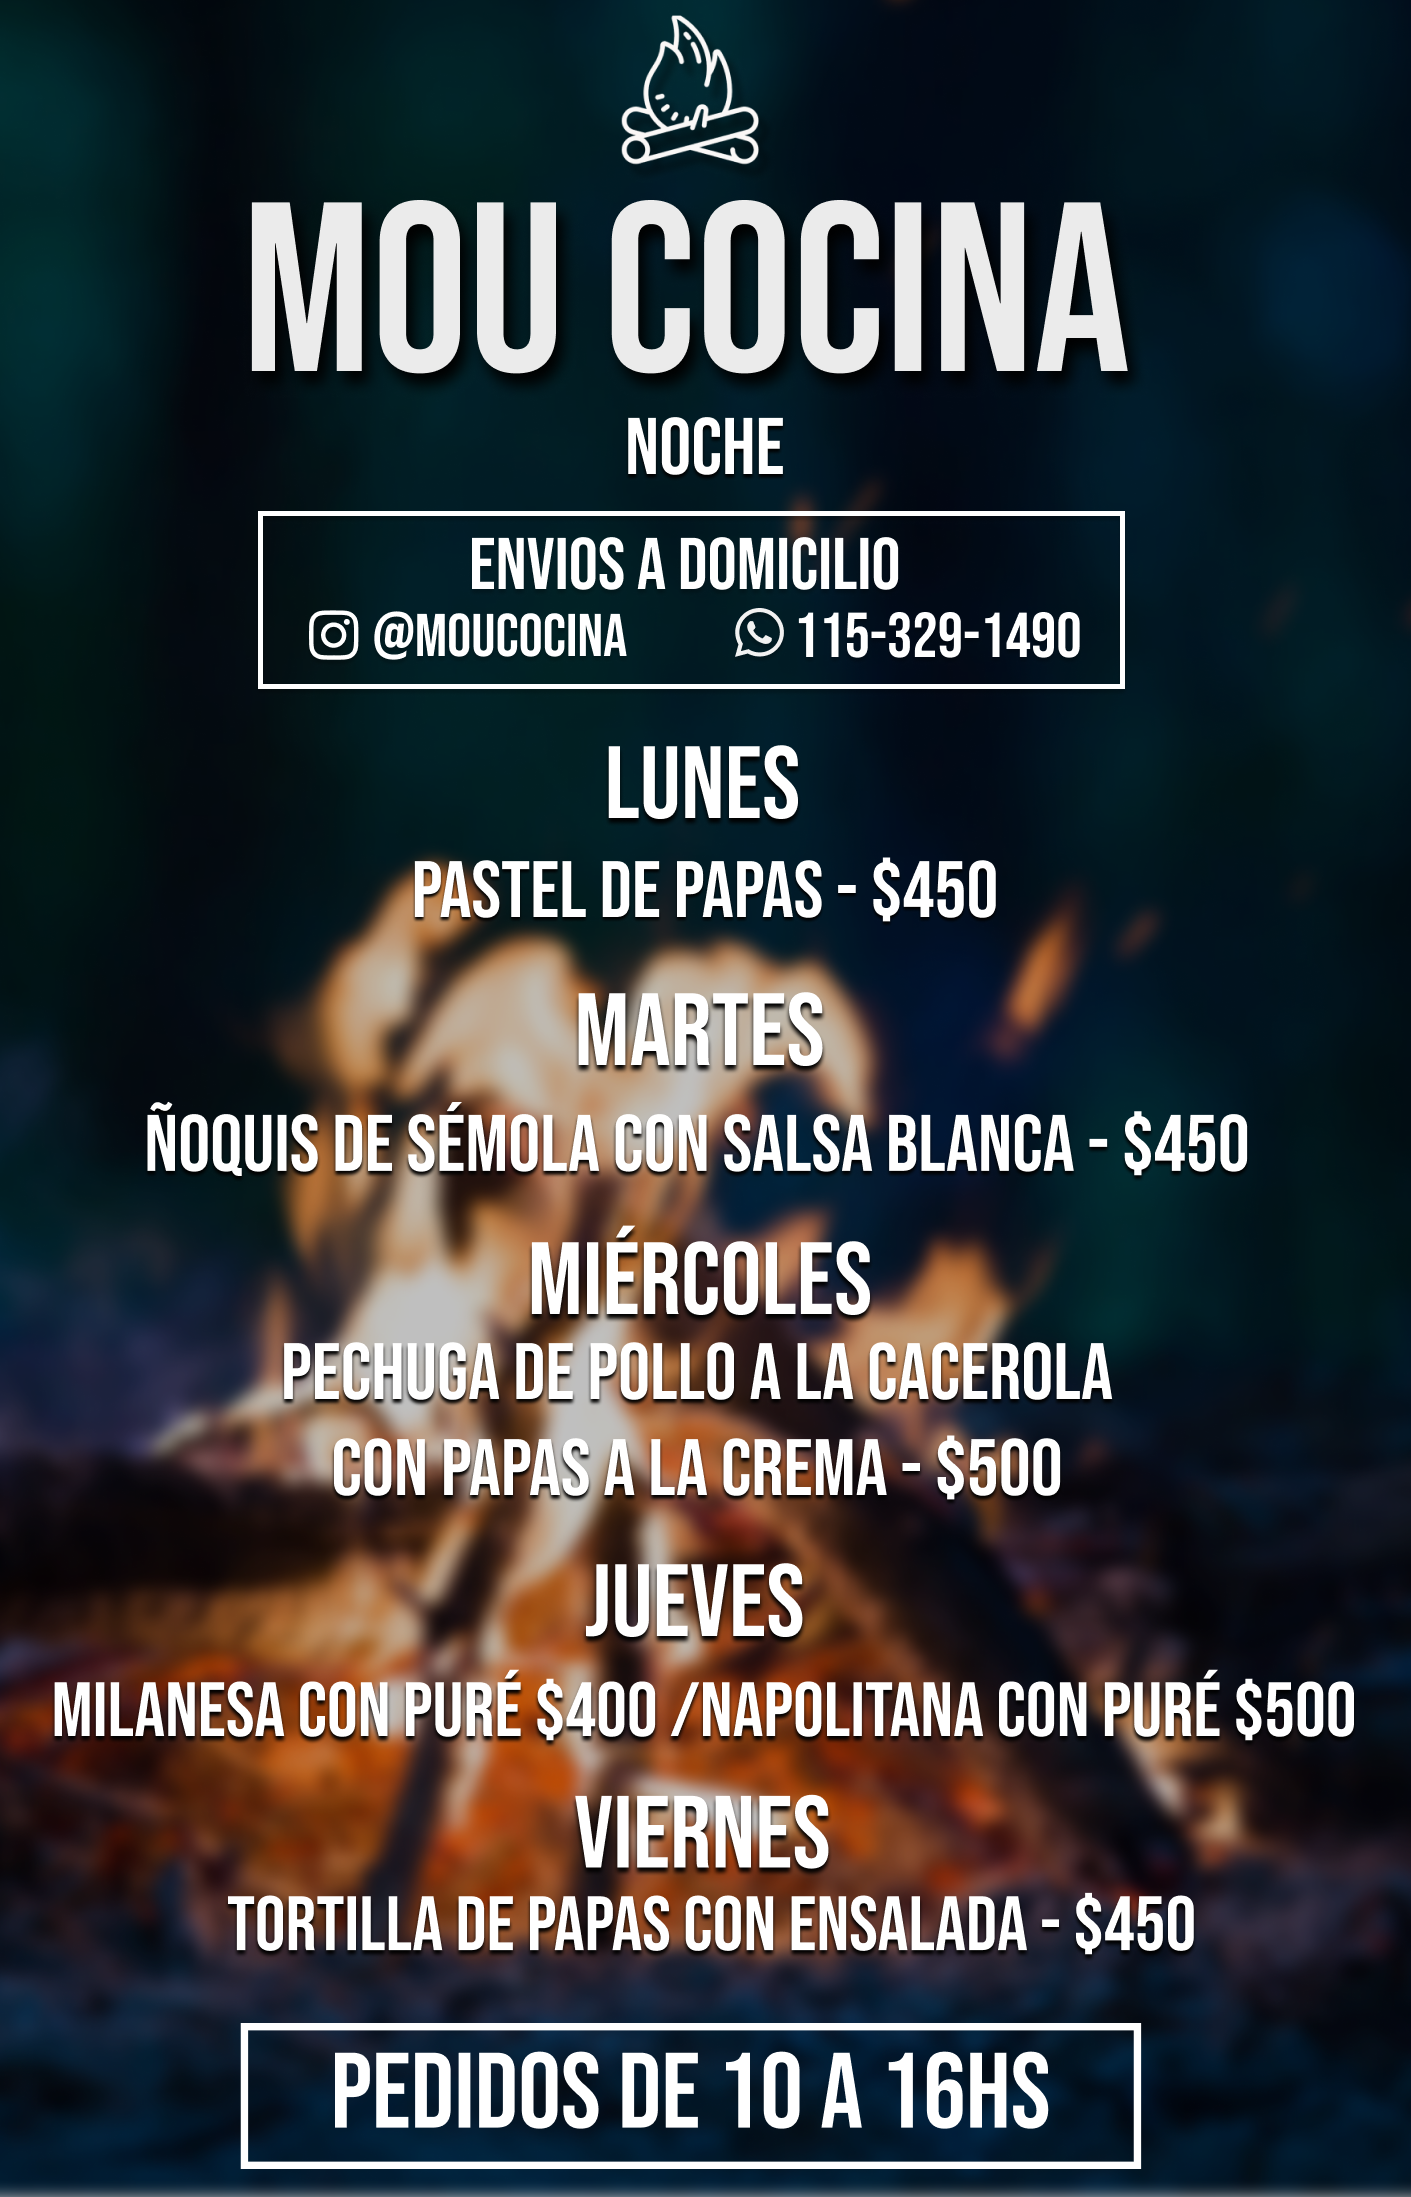 MOU COCINA
NOCHE
ENVIOS A DOMICILIO
@MOUCOCINA 115-329-1490
LUNES
PASTEL DE PAPAS - $450
MARTES
ÑOQUIS DE SÉMOLA CON SALSA BLANCA - $450
MIÉRCOLES
PECHUGA DE POLLO A LA CACEROLA
CON PAPAS A LA CREMA - $500
JUEVES
MILANESA CON PURÉ $400 /NAPOLITANA CON PURÉ $500
VIERNES
TORTILLA DE PAPAS CON ENSALADA - $450
PEDIDOS DE 10 A 16HS